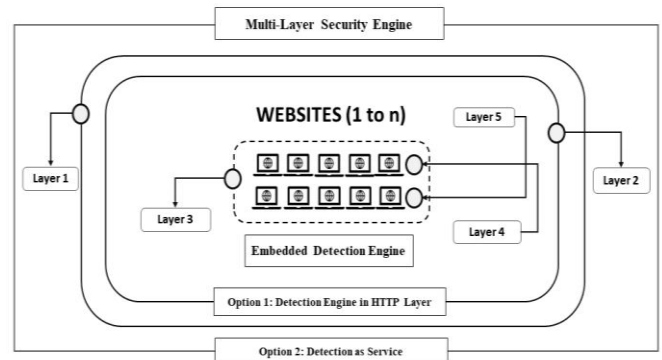 Multi-Layer Security Engine
WEBSITES (1 to n)
Layer 5
Layer 1
Layer 2
Layer 3
Layer 4
Embedded Detection Engine
Option 1: Detection Engine in HTTP Layer
Option 2: Detection as Service